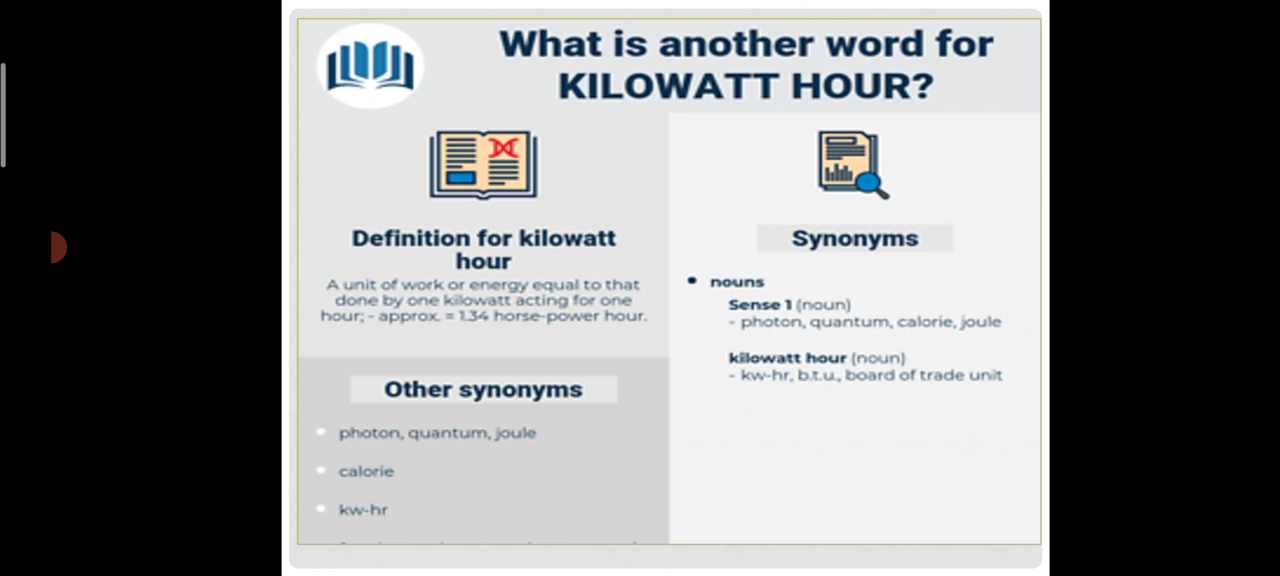 What is another word for
KILOWATT HOUR?
Definition for kilowatt
hour
A unit of work or energy equal to that
done by one kilowatt acting for one
hour; - approx. = 1.34 horse-power hour.
Other synonyms
• photon, quantum, joule
• calorie
• kw-hr
Synonyms
• nouns
Sense 1 (noun)
- photon, quantum, calorie, joule
kilowatt hour (noun)
- kw-hr, b.t.u., board of trade unit